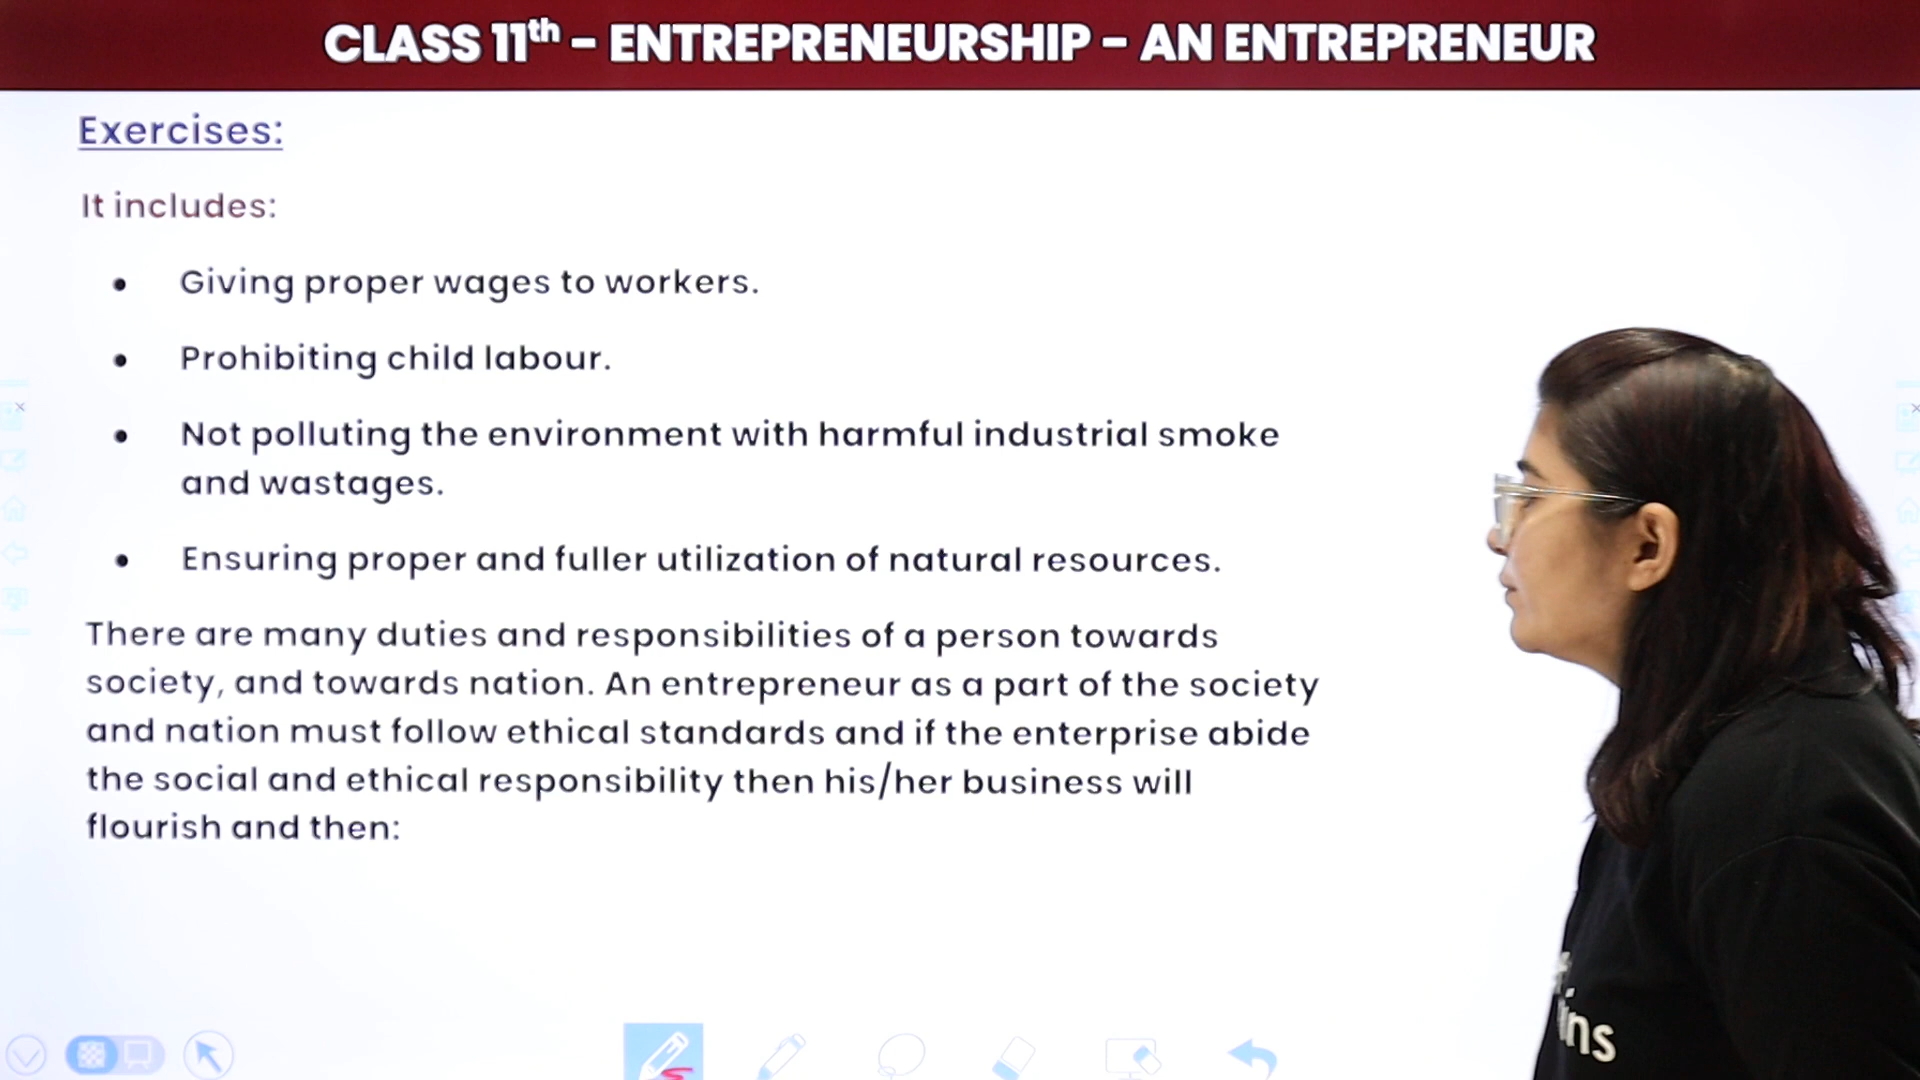 CLASS 11th – ENTREPRENEURSHIP – AN ENTREPRENEUR
Exercises:
It includes:
• Giving proper wages to workers.
• Prohibiting child labour.
• Not polluting the environment with harmful industrial smoke
and wastages.
• Ensuring proper and fuller utilization of natural resources.
There are many duties and responsibilities of a person towards
society, and towards nation. An entrepreneur as a part of the society
and nation must follow ethical standards and if the enterprise abide
the social and ethical responsibility then his/her business will
flourish and then: